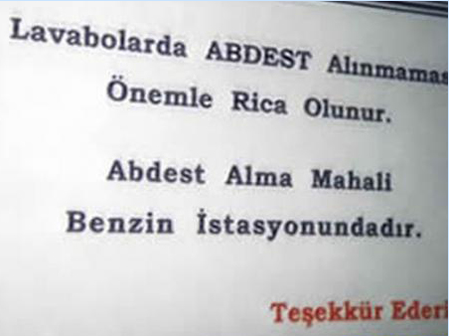 Lavabolarda ABDEST Alınmamas
Önemle Rica Olunur.
Abdest Alma Mahali
Benzin İstasyonundadır.
Teşekkür Ederi